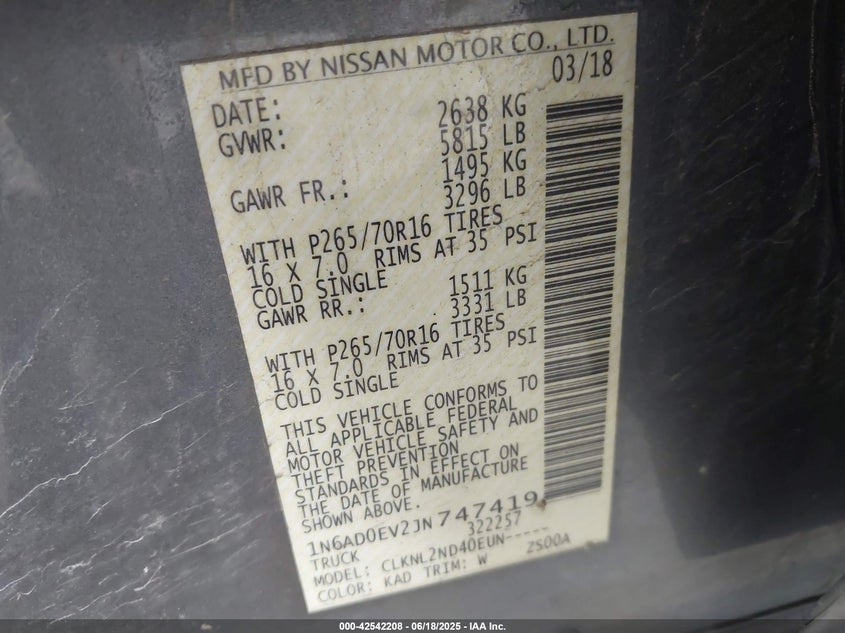 MFD BY NISSAN MOTOR CO., LTD.
DATE: 03/18
GVWR: 2638 KG
5815 LB
GAWR FR.: 1495 KG
3296 LB
WITH P265/70R16 TIRES
16 X 7.0 RIMS AT 35 PSI
COLD SINGLE
GAWR RR.: 1511 KG
3331 LB
WITH P265/70R16 TIRES
16 X 7.0 RIMS AT 35 PSI
COLD SINGLE
THIS VEHICLE CONFORMS TO
ALL APPLICABLE FEDERAL
MOTOR VEHICLE SAFETY AND
THEFT PREVENTION
STANDARDS IN EFFECT ON
THE DATE OF MANUFACTURE
SHOWN ABOVE.
1N6AD0EV2JN747419
TRUCK 322257
MODEL: CLKNL2ND40EUN-----
COLOR: KAD TRIM: W ZS00A
000-42542208 - 06/18/2025 - IAA Inc.